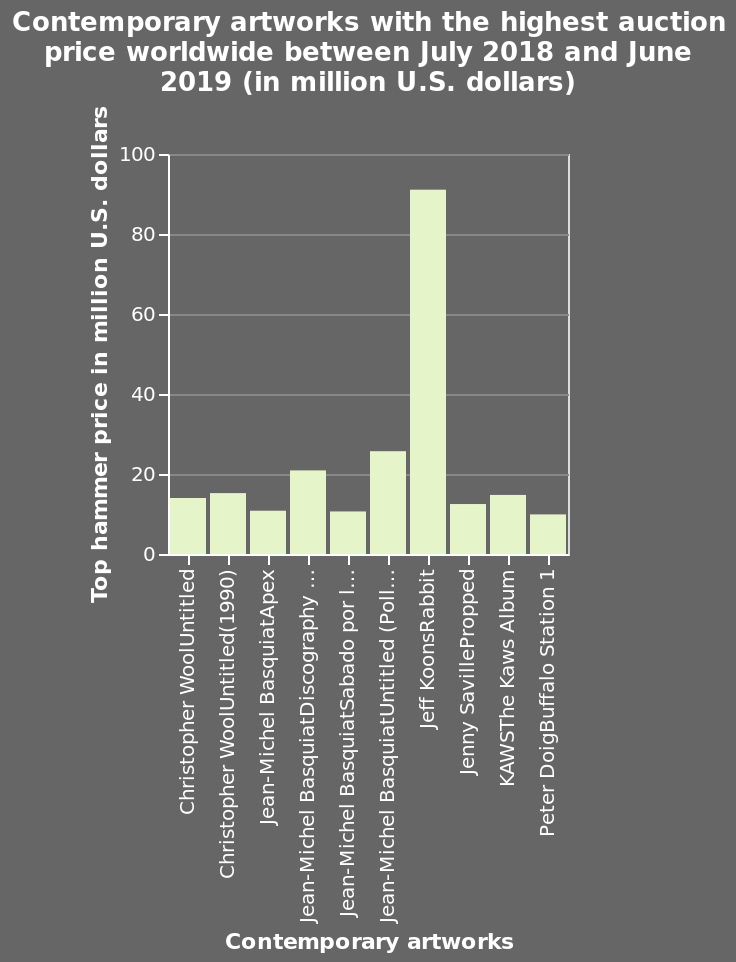 Contemporary artworks with the highest auction
price worldwide between July 2018 and June
2019 (in million U.S. dollars)
Top hammer price in million U.S. dollars
100
80
60
40
20
0
Christopher WoolUntitled
Christopher WoolUntitled(1990)
Jean-Michel BasquiatApex
Jean-Michel BasquiatDiscography ...
Jean-Michel BasquiatSabado por l...
Jean-Michel BasquiatUntitled (Poll...
Jeff KoonsRabbit
Jenny SavillePropped
KAWSThe Kaws Album
Peter DoigBuffalo Station 1
Contemporary artworks